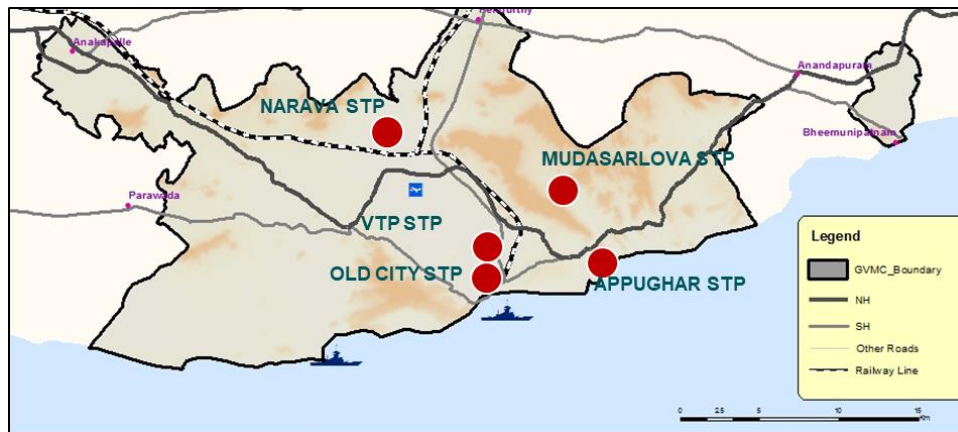 Anakapalle
Anandapuram
NARAVA STP
Bheemunipatnam
MUDASARLOVA STP
Parawada
VTP STP
OLD CITY STP
APPUGHAR STP
Legend
GVMC_Boundary
NH
SH
Other Roads
Railway Line
0 2.5 5 10 15
Km